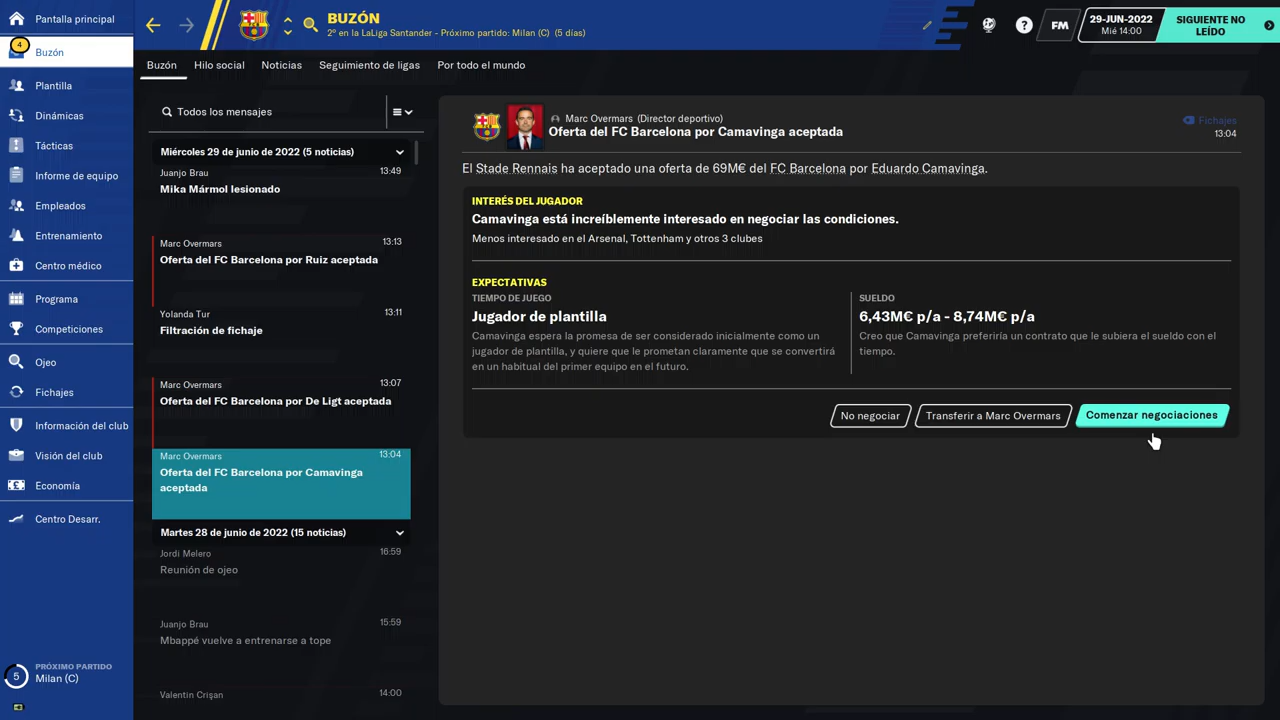 Pantalla principal
4
Buzón
Plantilla
Dinámicas
Tácticas
Informe de equipo
Empleados
Entrenamiento
Centro médico
Programa
Competiciones
Ojeo
Fichajes
Información del club
Visión del club
Economía
Centro Desarr.
5
PRÓXIMO PARTIDO
Milan (C)
BUZÓN
2º en la LaLiga Santander - Próximo partido: Milan (C) (5 días)
?
FM
29-JUN-2022
Mié 14:00
SIGUIENTE NO
LEÍDO
Buzón Hilo social Noticias Seguimiento de ligas Por todo el mundo
Todos los mensajes
Miércoles 29 de junio de 2022 (5 noticias)
Juanjo Brau 13:49
Mika Mármol lesionado
Marc Overmars 13:13
Oferta del FC Barcelona por Ruiz aceptada
Yolanda Tur 13:11
Filtración de fichaje
Marc Overmars 13:07
Oferta del FC Barcelona por De Ligt aceptada
Marc Overmars 13:04
Oferta del FC Barcelona por Camavinga
aceptada
Martes 28 de junio de 2022 (15 noticias)
Jordi Melero 16:59
Reunión de ojeo
Juanjo Brau 15:59
Mbappé vuelve a entrenarse a tope
Valentin Crişan 14:00
Marc Overmars (Director deportivo)
Oferta del FC Barcelona por Camavinga aceptada
Fichajes
13:04
El Stade Rennais ha aceptado una oferta de 69M€ del FC Barcelona por Eduardo Camavinga.
INTERÉS DEL JUGADOR
Camavinga está increíblemente interesado en negociar las condiciones.
Menos interesado en el Arsenal, Tottenham y otros 3 clubes
EXPECTATIVAS
TIEMPO DE JUEGO
Jugador de plantilla
Camavinga espera la promesa de ser considerado inicialmente como un
jugador de plantilla, y quiere que le prometan claramente que se convertirá
en un habitual del primer equipo en el futuro.
SUELDO
6,43M€ p/a - 8,74M€ p/a
Creo que Camavinga preferiría un contrato que le subiera el sueldo con el
tiempo.
No negociar Transferir a Marc Overmars Comenzar negociaciones